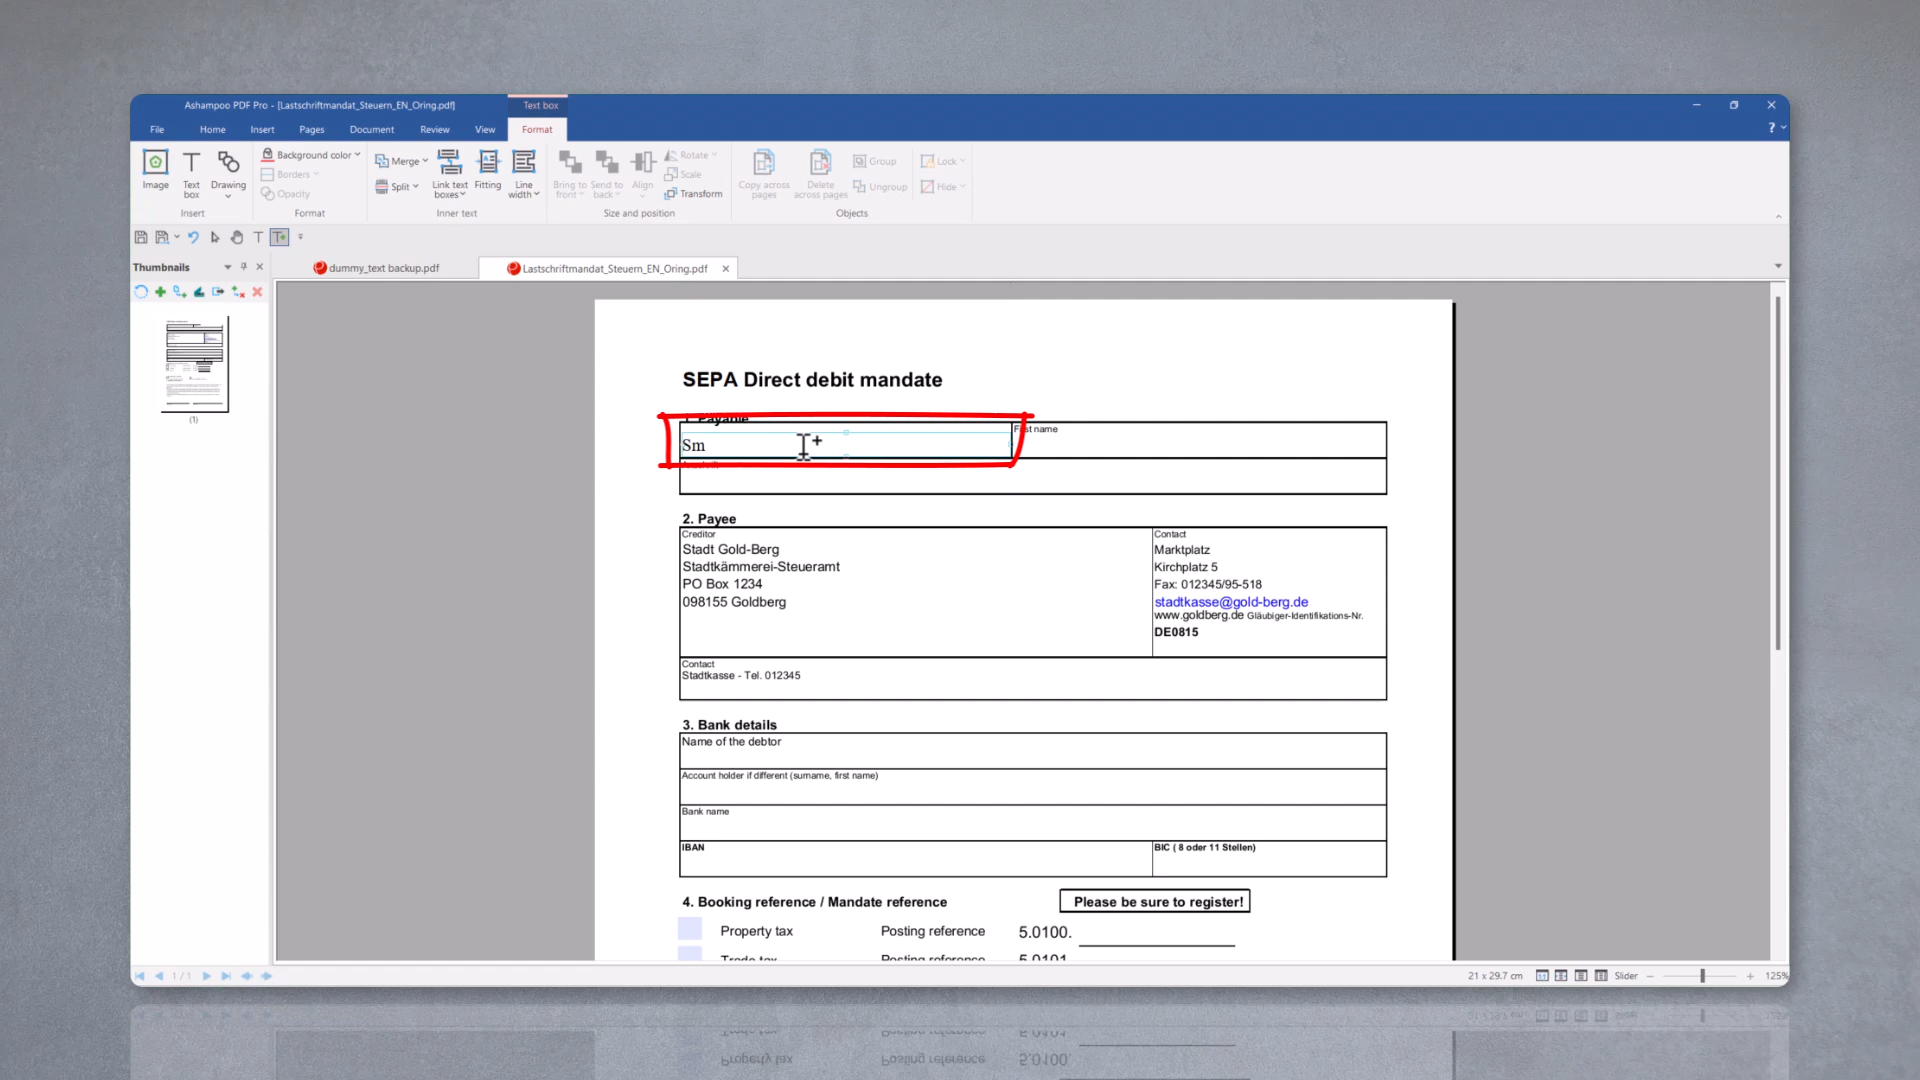 Ashampoo PDF Pro - [Lastschriftmandat_Steuern_EN_Oring.pdf]
Text box
File
Home
Insert
Pages
Document
Review
View
Format
?
Image
Text box
Drawing
Insert
Background color
Borders
Opacity
Format
Merge
Split
Link text boxes
Fitting
Line width
Inner text
Bring to front
Send to back
Align
Rotate
Scale
Transform
Size and position
Copy across pages
Delete across pages
Group
Ungroup
Lock
Hide
Objects
Thumbnails
dummy_text backup.pdf
Lastschriftmandat_Steuern_EN_Oring.pdf
(1)
SEPA Direct debit mandate
1. Payable
Sm
First name
2. Payee
Creditor
Stadt Gold-Berg
Stadtkämmerei-Steueramt
PO Box 1234
098155 Goldberg
Contact
Marktplatz
Kirchplatz 5
Fax: 012345/95-518
stadtkasse@gold-berg.de
www.goldberg.de Gläubiger-Identifikations-Nr.
DE0815
Contact
Stadtkasse - Tel. 012345
3. Bank details
Name of the debtor
Account holder if different (surname, first name)
Bank name
IBAN
BIC ( 8 oder 11 Stellen)
4. Booking reference / Mandate reference
Please be sure to register!
Property tax
Posting reference
5.0100.
Trade tax
Posting reference
5.0101.
1 / 1
21 x 29.7 cm
Slider
125%